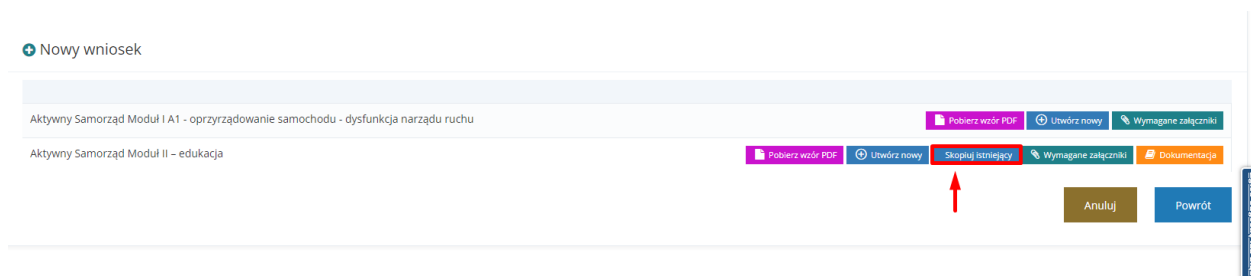 Nowy wniosek
Aktywny Samorząd Moduł I A1 - oprzyrządowanie samochodu - dysfunkcja narządu ruchu Pobierz wzór PDF Utwórz nowy Wymagane załączniki
Aktywny Samorząd Moduł II – edukacja Pobierz wzór PDF Utwórz nowy Skopiuj istniejący Wymagane załączniki Dokumentacja
Anuluj Powrót